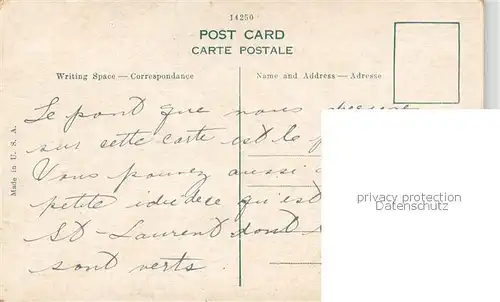 14250
POST CARD
CARTE POSTALE
Writing Space — Correspondance
Name and Address — Adresse
Made in U. S. A.
Le pont que nous
sur cette carte est le
Vous pouvez aussi
petite idée de ce qu'est
St-Laurent dont
sont verts.
privacy protection
Datenschutz